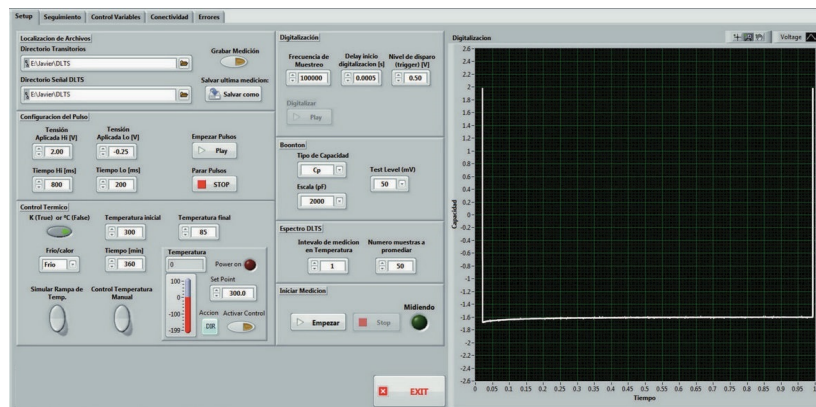 Setup
Seguimiento
Control Variables
Conectividad
Errores
Localizacion de Archivos
Directorio Transitorios
E:\Javier\DLTS
Grabar Medición
Directorio Señal DLTS
E:\Javier\DLTS
Salvar ultima medicion:
Salvar como
Configuracion del Pulso
Tensión
Aplicada Hi [V]
2.00
Tensión
Aplicada Lo [V]
-0.25
Empezar Pulsos
Play
Tiempo Hi [ms]
800
Tiempo Lo [ms]
200
Parar Pulsos
STOP
Control Termico
K (True) or ºC (False)
Temperatura inicial
300
Temperatura final
85
Frio/calor
Frio
Tiempo [min]
360
Simular Rampa de
Temp.
Control Temperatura
Manual
Temperatura
0
Power on
100
0
-100
-199
Set Point
300.0
Accion
DIR
Activar Control
Digitalización
Frecuencia de
Muestreo
100000
Delay inicio
digitalizacion [s]
0.0005
Nivel de disparo
(trigger) [V]
0.50
Digitalizar
Play
Boonton
Tipo de Capacidad
Cp
Test Level (mV)
50
Escala (pF)
2000
Espectro DLTS
Intevalo de medicion
en Temperatura
1
Numero muestras a
promediar
50
Iniciar Medicion
Empezar
Stop
Midiendo
EXIT
Digitalizacion
Voltage
Capacidad
2.6
2.4
2.2
2
1.8
1.6
1.4
1.2
1
0.8
0.6
0.4
0.2
0
-0.2
-0.4
-0.6
-0.8
-1
-1.2
-1.4
-1.6
-1.8
-2
-2.2
-2.4
-2.6
0 0.05 0.1 0.15 0.2 0.25 0.3 0.35 0.4 0.45 0.5 0.55 0.6 0.65 0.7 0.75 0.8 0.85 0.9 0.95 1
Tiempo